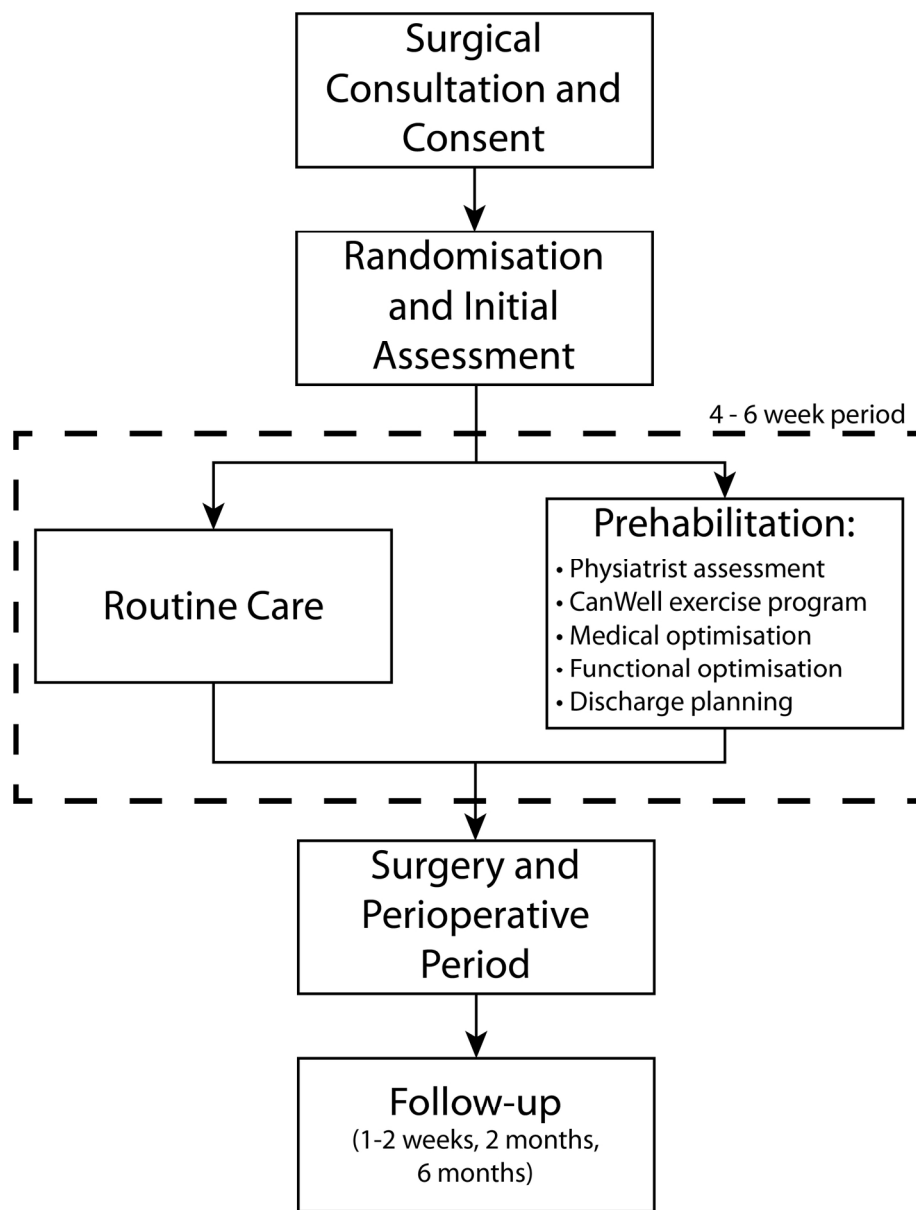 Surgical
Consultation and
Consent
Randomisation
and Initial
Assessment
4 - 6 week period
Routine Care
Prehabilitation:
• Physiatrist assessment
• CanWell exercise program
• Medical optimisation
• Functional optimisation
• Discharge planning
Surgery and
Perioperative
Period
Follow-up
(1-2 weeks, 2 months,
6 months)